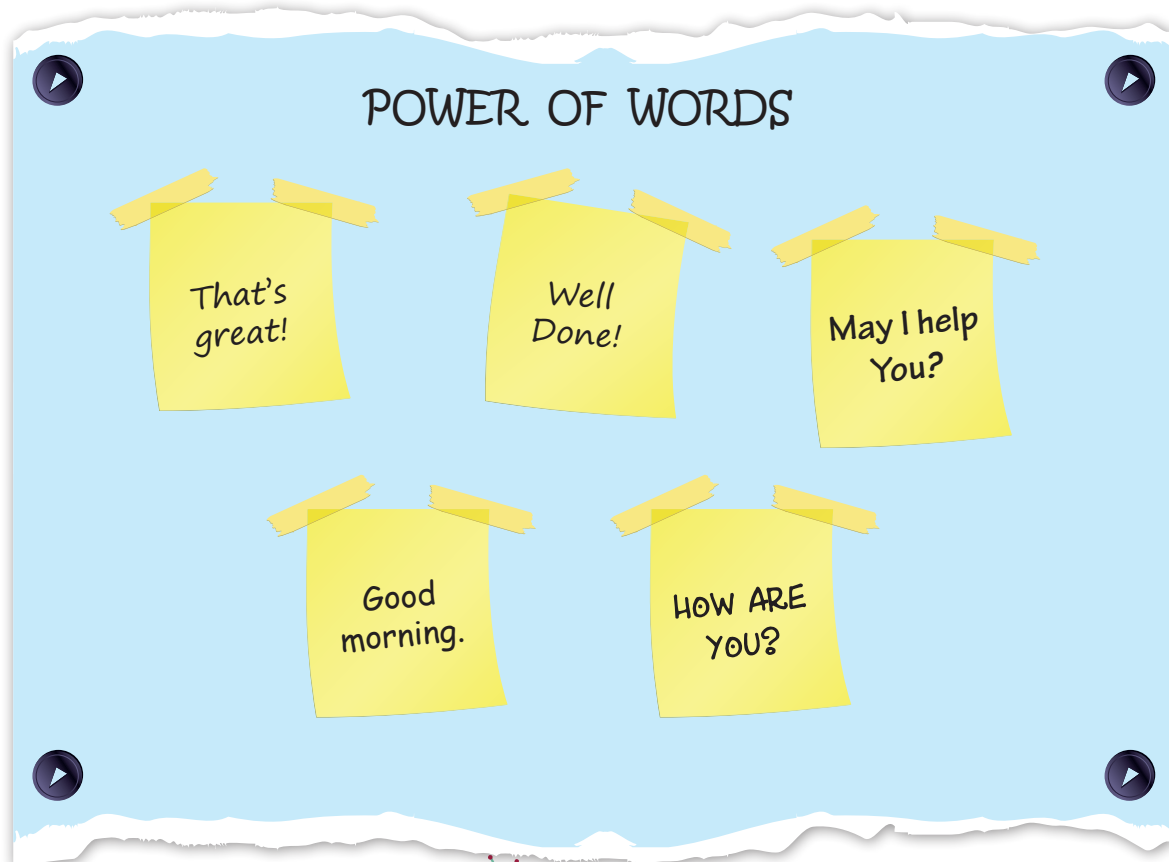 POWER OF WORDS
That's
great!
Well
Done!
May I help
You?
Good
morning.
HOW ARE
YOU?